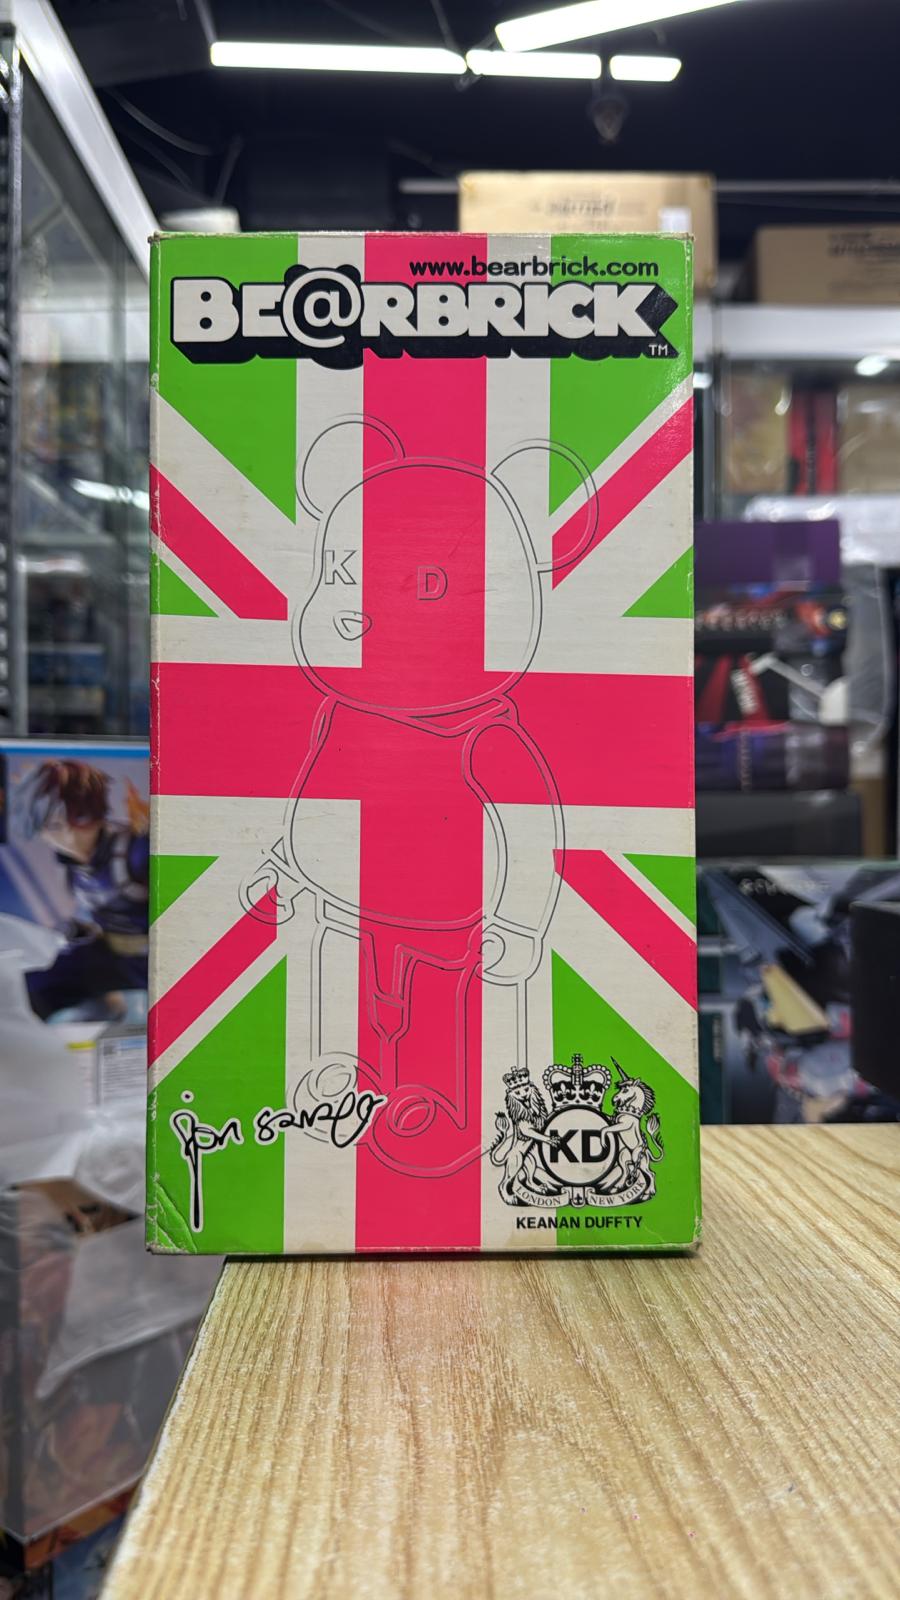 www.bearbrick.com
BE@RBRICK
TM
K D
KD
LONDON NEW YORK
KEANAN DUFFTY